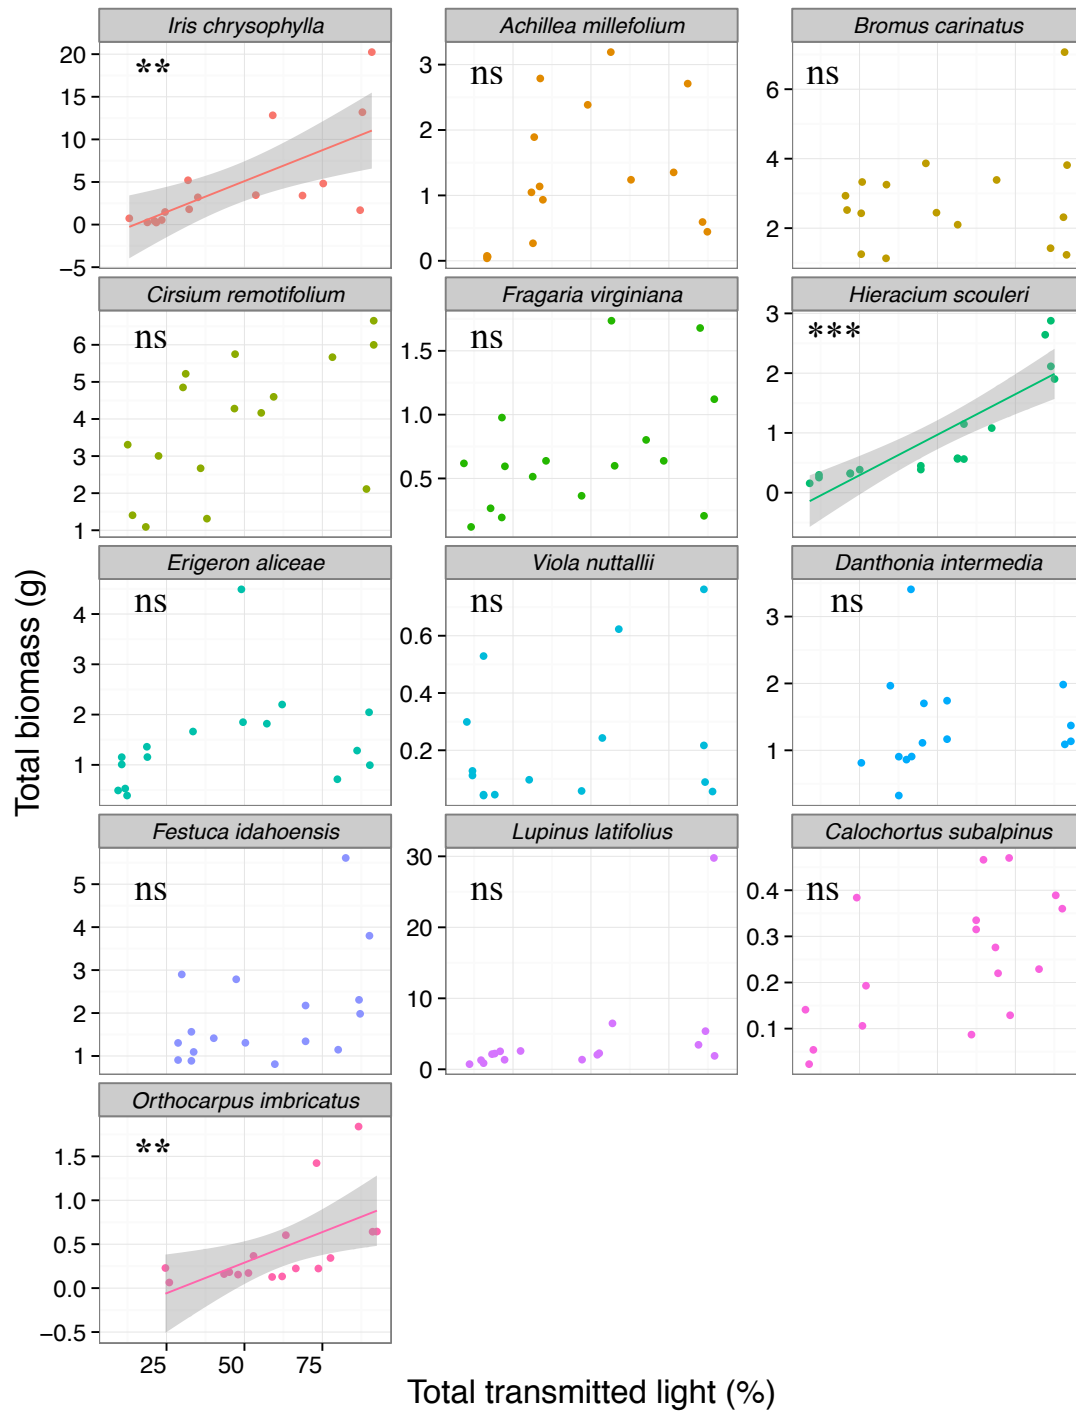 Iris chrysophylla
Achillea millefolium
Bromus carinatus
20
15
10
5
0
−5
**
3
2
1
0
ns
6
4
2
ns
Cirsium remotifolium
Fragaria virginiana
Hieracium scouleri
6
5
4
3
2
1
ns
1.5
1.0
0.5
ns
3
2
1
0
***
Erigeron aliceae
Viola nuttallii
Danthonia intermedia
4
3
2
1
ns
0.6
0.4
0.2
ns
3
2
1
ns
Festuca idahoensis
Lupinus latifolius
Calochortus subalpinus
5
4
3
2
1
ns
30
20
10
0
ns
0.4
0.3
0.2
0.1
ns
Orthocarpus imbricatus
1.5
1.0
0.5
0.0
−0.5
**
25 50 75
Total biomass (g)
Total transmitted light (%)